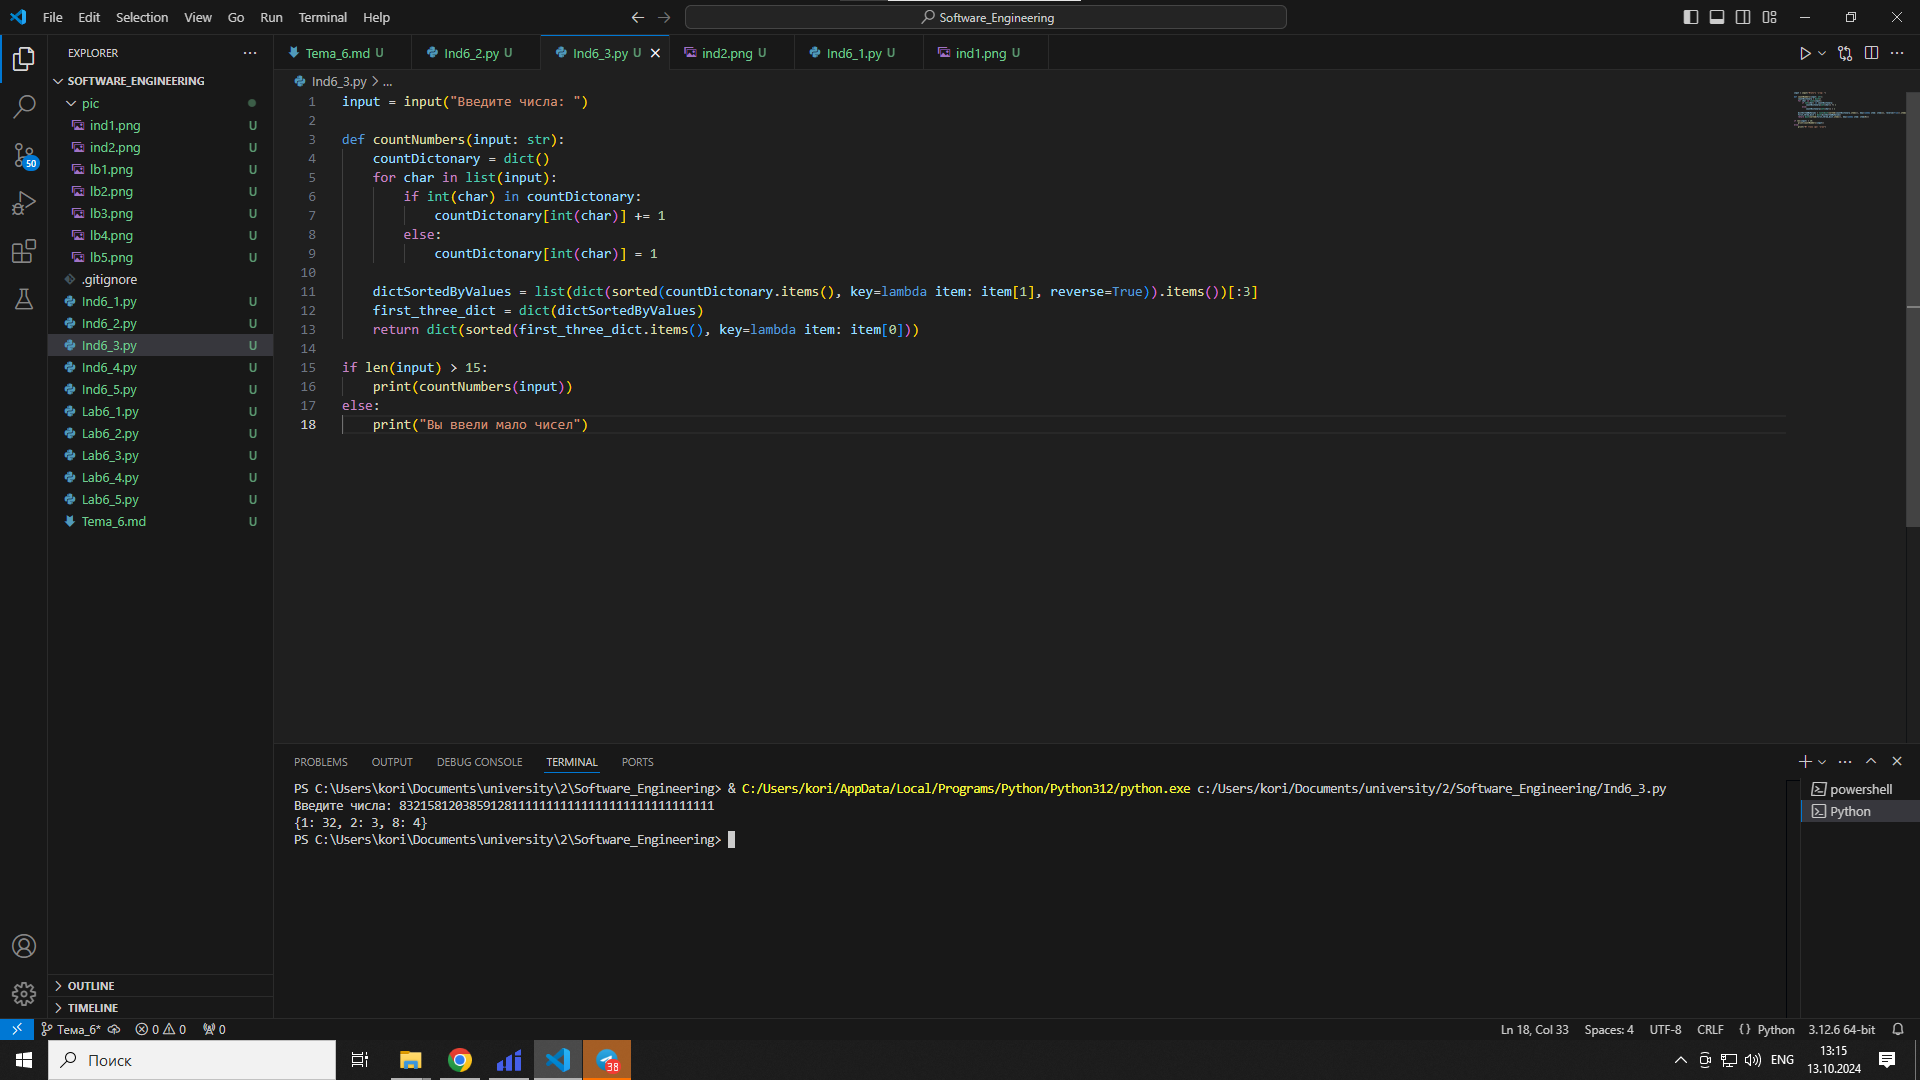 File Edit Selection View Go Run Terminal Help
Software_Engineering
EXPLORER
SOFTWARE_ENGINEERING
pic
ind1.png U
ind2.png U
lb1.png U
lb2.png U
lb3.png U
lb4.png U
lb5.png U
.gitignore
Ind6_1.py U
Ind6_2.py U
Ind6_3.py U
Ind6_4.py U
Ind6_5.py U
Lab6_1.py U
Lab6_2.py U
Lab6_3.py U
Lab6_4.py U
Lab6_5.py U
Tema_6.md U
OUTLINE
TIMELINE
50
Tema_6.md U Ind6_2.py U Ind6_3.py U ind2.png U Ind6_1.py U ind1.png U
Ind6_3.py > ...
1 input = input("Введите числа: ")
2
3 def countNumbers(input: str):
4 countDictonary = dict()
5 for char in list(input):
6 if int(char) in countDictonary:
7 countDictonary[int(char)] += 1
8 else:
9 countDictonary[int(char)] = 1
10
11 dictSortedByValues = list(dict(sorted(countDictonary.items(), key=lambda item: item[1], reverse=True)).items())[:3]
12 first_three_dict = dict(dictSortedByValues)
13 return dict(sorted(first_three_dict.items(), key=lambda item: item[0]))
14
15 if len(input) > 15:
16 print(countNumbers(input))
17 else:
18 print("Вы ввели мало чисел")
PROBLEMS OUTPUT DEBUG CONSOLE TERMINAL PORTS
PS C:\Users\kori\Documents\university\2\Software_Engineering> & C:/Users/kori/AppData/Local/Programs/Python/Python312/python.exe c:/Users/kori/Documents/university/2/Software_Engineering/Ind6_3.py
Введите числа: 83215812038591281111111111111111111111111
{1: 32, 2: 3, 8: 4}
PS C:\Users\kori\Documents\university\2\Software_Engineering>
powershell
Python
Тема_6* 0 0 0
Ln 18, Col 33 Spaces: 4 UTF-8 CRLF {} Python 3.12.6 64-bit
Поиск
38
ENG
13:15
13.10.2024